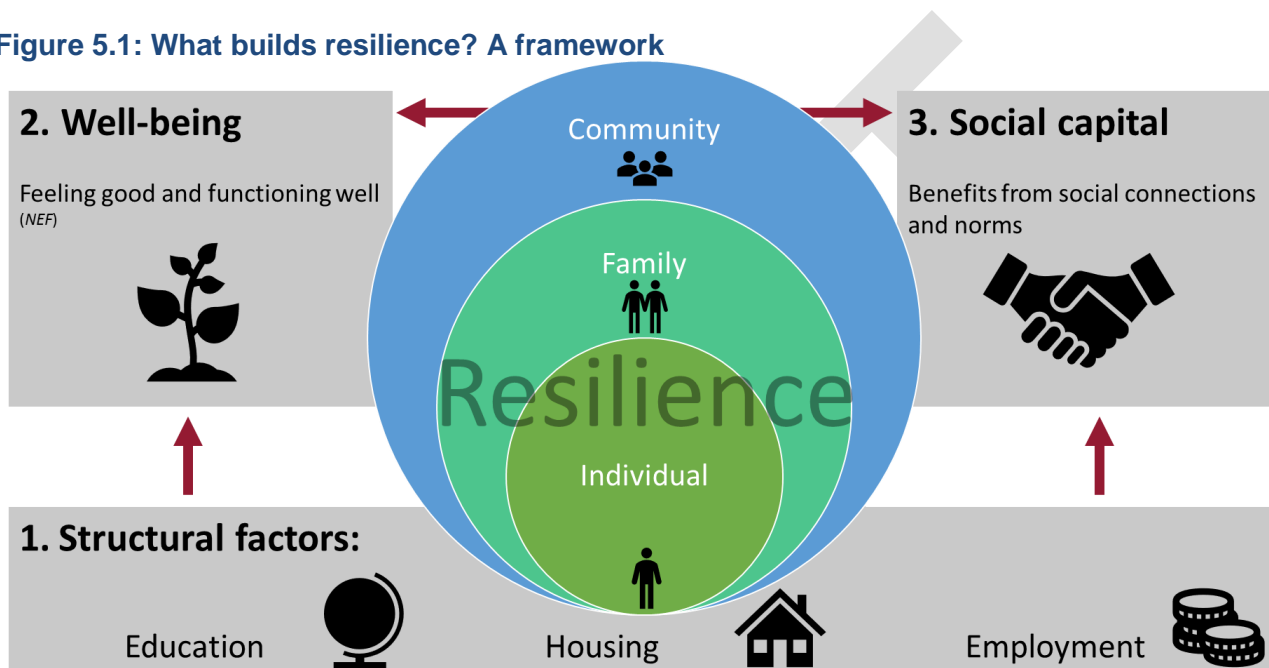 Figure 5.1: What builds resilience? A framework
2. Well-being
Feeling good and functioning well
(NEF)
Community
Family
Resilience
Individual
3. Social capital
Benefits from social connections
and norms
1. Structural factors:
Education
Housing
Employment